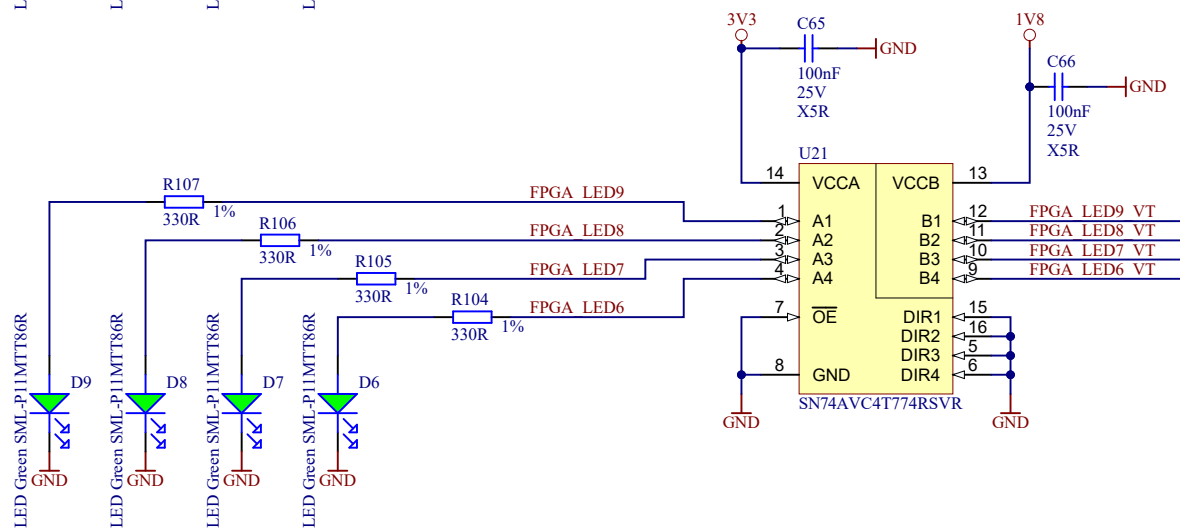 3V3
C65
GND
100nF
25V
X5R
1V8
C66
GND
100nF
25V
X5R
U21
14
VCCA
VCCB
13
R107
330R
1%
FPGA_LED9
1
A1
B1
12
FPGA_LED9_VT
R106
330R
1%
FPGA_LED8
2
A2
B2
11
FPGA_LED8_VT
R105
330R
1%
FPGA_LED7
3
A3
B3
10
FPGA_LED7_VT
R104
330R
1%
FPGA_LED6
4
A4
B4
9
FPGA_LED6_VT
7
OE
DIR1
15
DIR2
16
DIR3
5
8
GND
DIR4
6
SN74AVC4T774RSVR
GND
GND
LED Green SML-P11MTT86R
D9
GND
LED Green SML-P11MTT86R
D8
GND
LED Green SML-P11MTT86R
D7
GND
LED Green SML-P11MTT86R
D6
GND
L
L
L
L